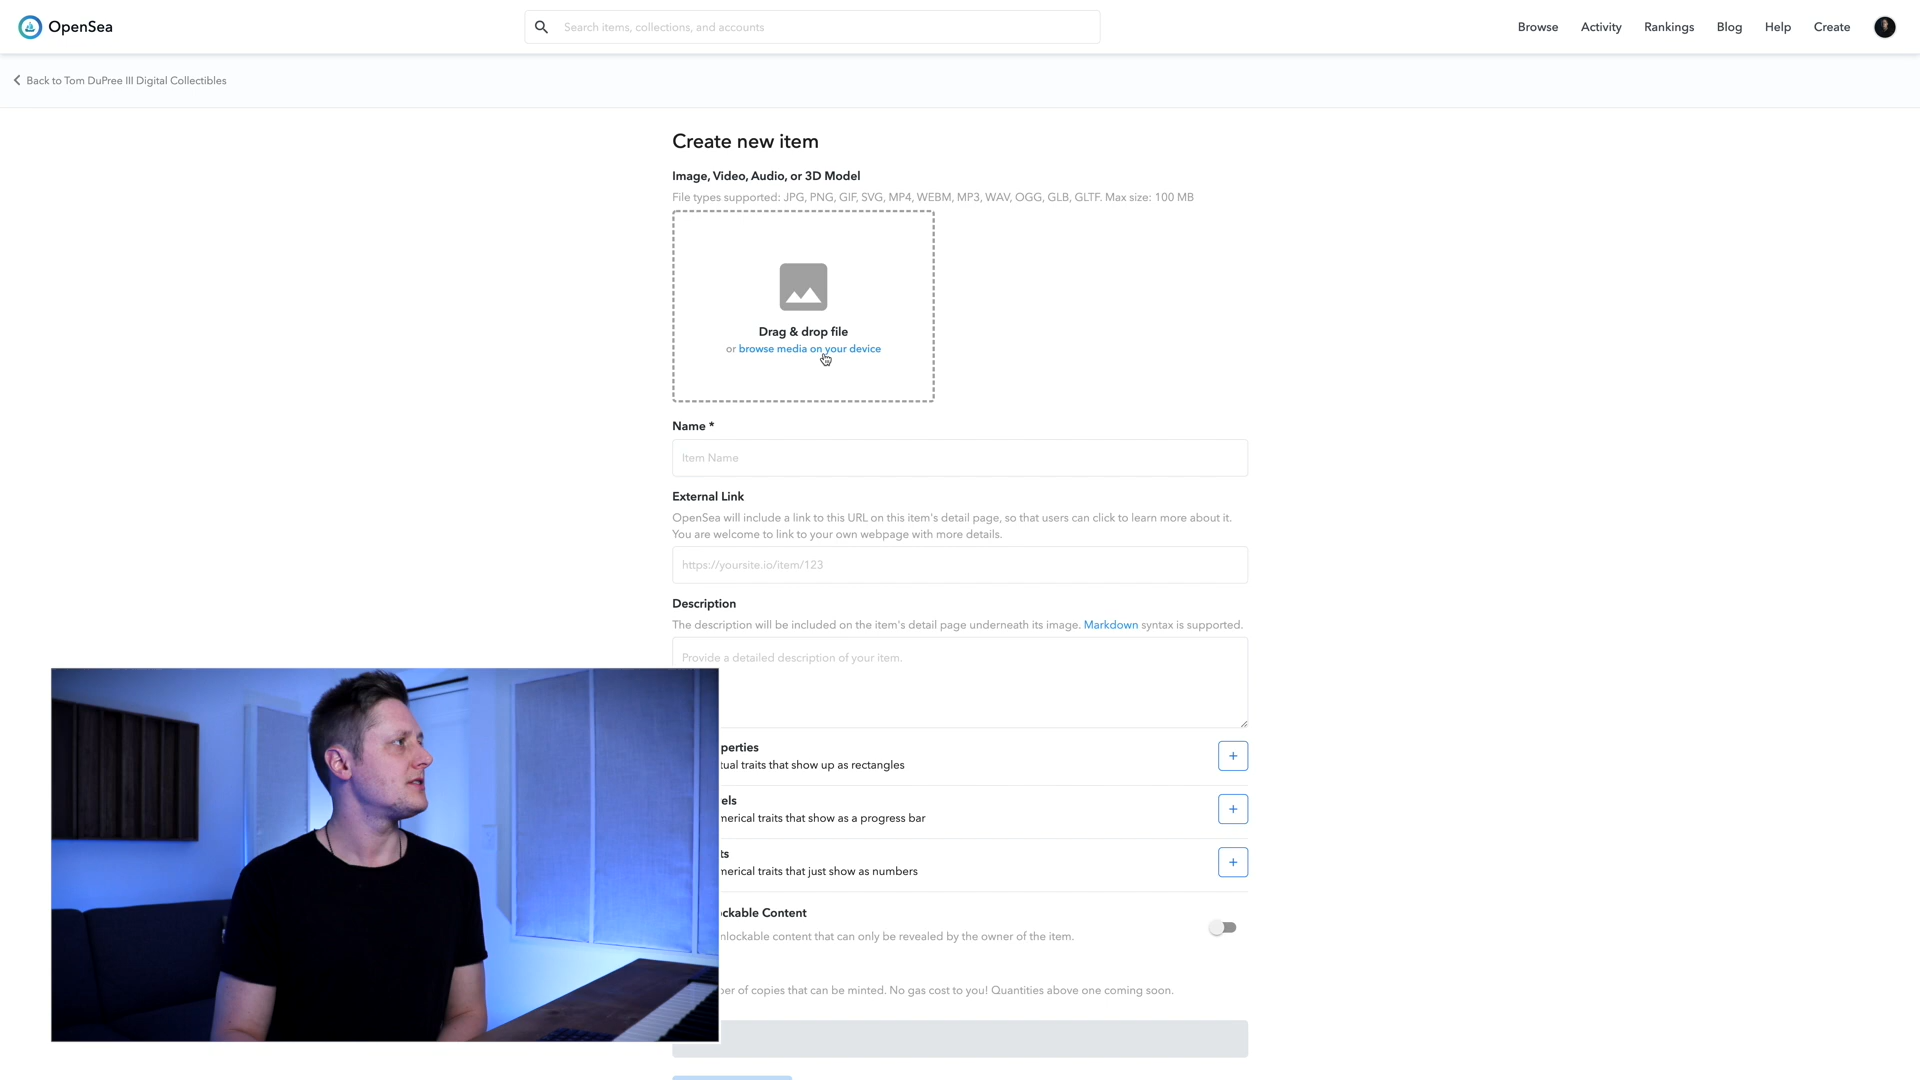 OpenSea
Search items, collections, and accounts
Browse
Activity
Rankings
Blog
Help
Create
Back to Tom DuPree III Digital Collectibles
Create new item
Image, Video, Audio, or 3D Model
File types supported: JPG, PNG, GIF, SVG, MP4, WEBM, MP3, WAV, OGG, GLB, GLTF. Max size: 100 MB
Drag & drop file
or browse media on your device
Name *
Item Name
External Link
OpenSea will include a link to this URL on this item's detail page, so that users can click to learn more about it.
You are welcome to link to your own webpage with more details.
https://yoursite.io/item/123
Description
The description will be included on the item's detail page underneath its image. Markdown syntax is supported.
Provide a detailed description of your item.
perties
tual traits that show up as rectangles
+
els
merical traits that show as a progress bar
+
ts
merical traits that just show as numbers
+
ckable Content
nlockable content that can only be revealed by the owner of the item.
ber of copies that can be minted. No gas cost to you! Quantities above one coming soon.